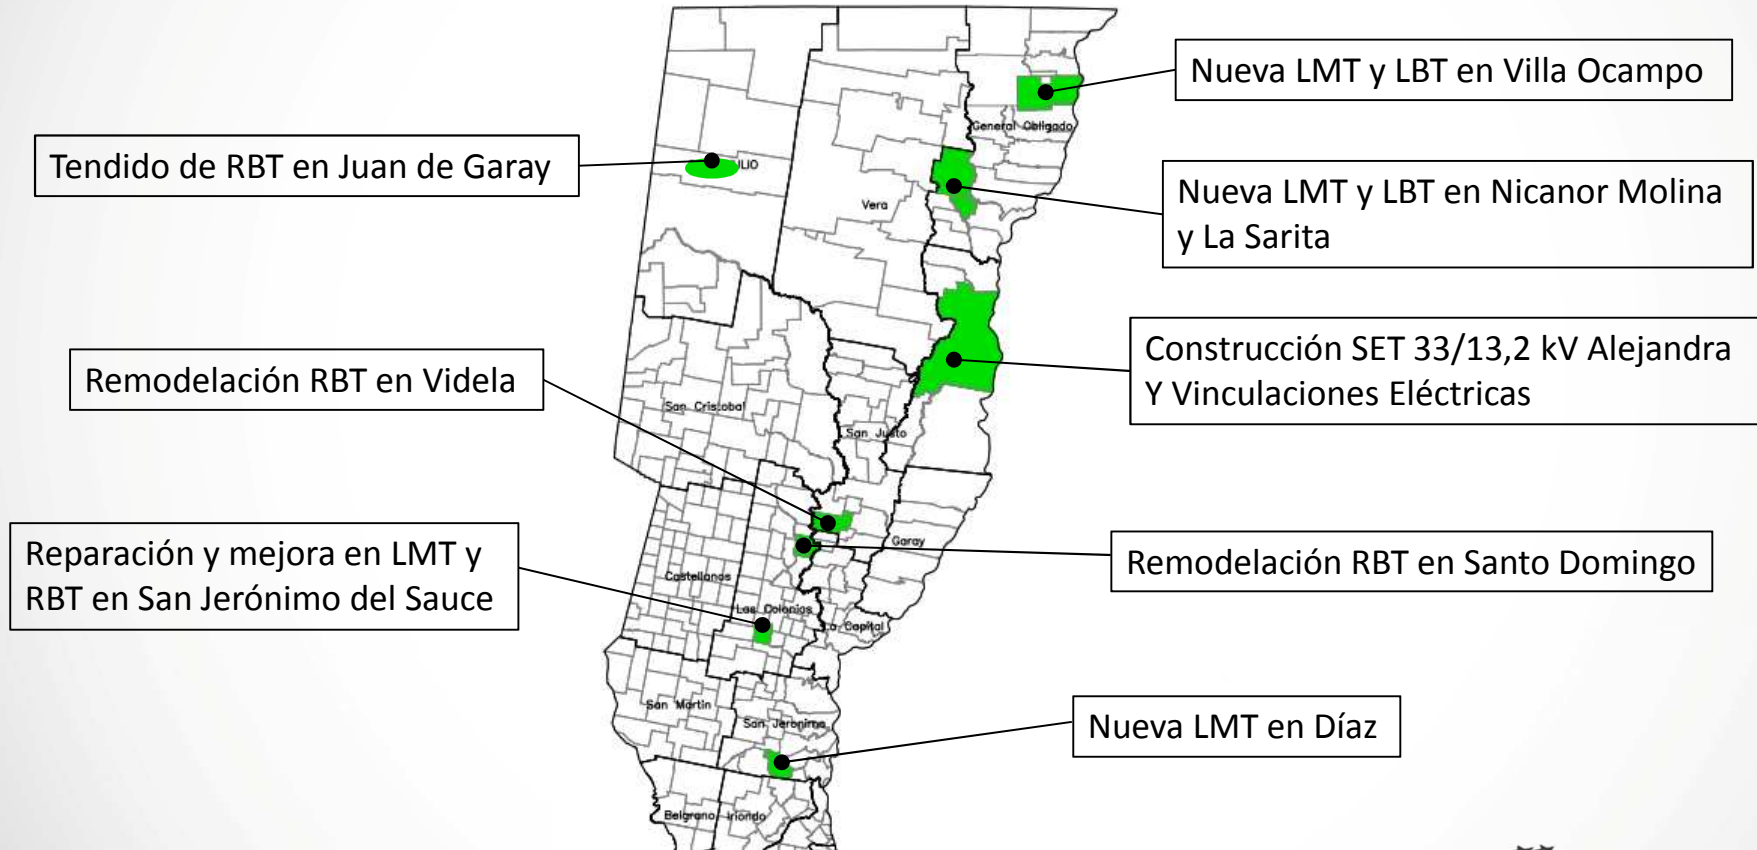 Nueva LMT y LBT en Villa Ocampo
General Obligado
Tendido de RBT en Juan de Garay
JLIO
Nueva LMT y LBT en Nicanor Molina
y La Sarita
Vera
Construcción SET 33/13,2 kV Alejandra
Y Vinculaciones Eléctricas
Remodelación RBT en Videla
San Cristobal
San Justo
Reparación y mejora en LMT y
RBT en San Jerónimo del Sauce
Garay
Remodelación RBT en Santo Domingo
Castellanos
Las Colonias
La Capital
San Martin
San Jeronimo
Nueva LMT en Díaz
Belgrano
Iriondo